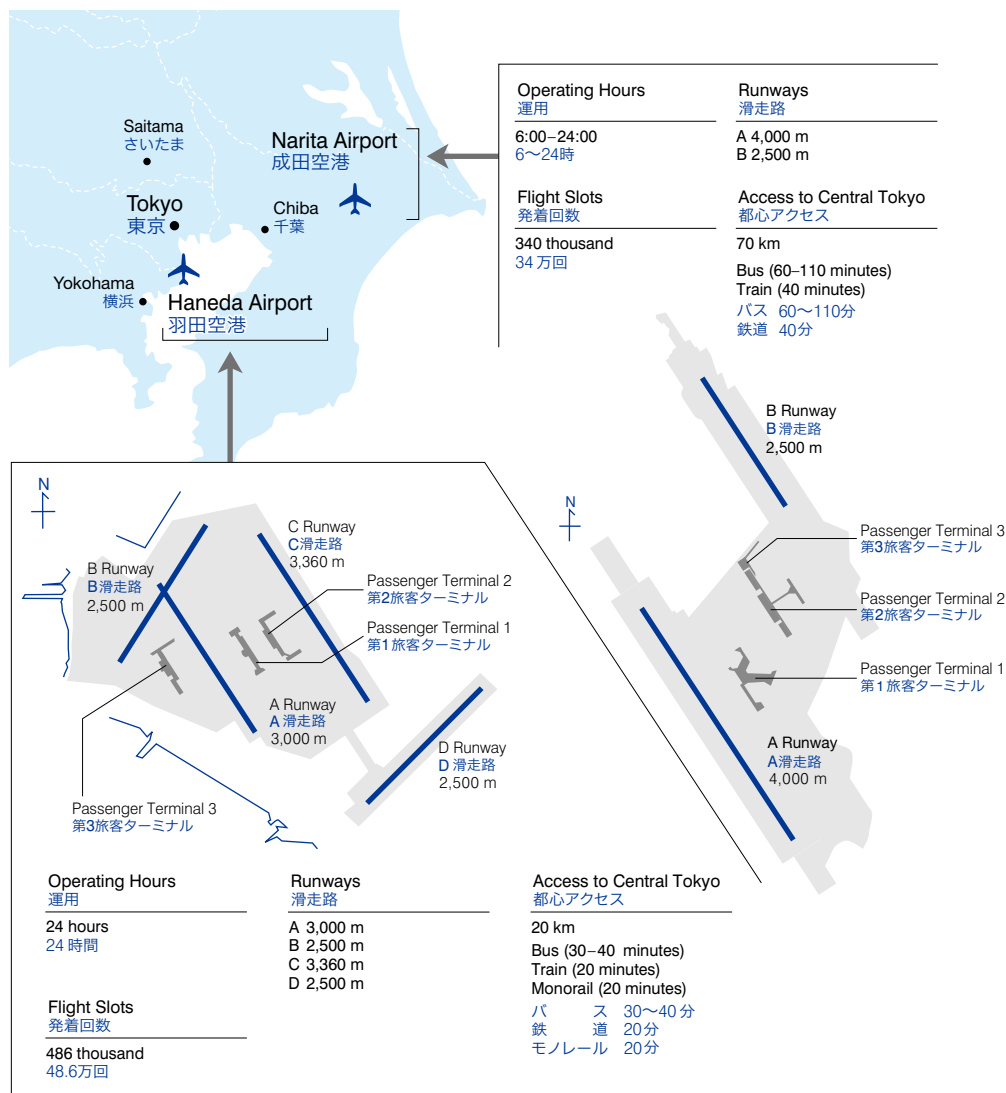 Saitama
さいたま
Narita Airport
成田空港
Tokyo
東京
Chiba
千葉
Yokohama
横浜
Haneda Airport
羽田空港
Operating Hours
運用
6:00–24:00
6〜24時
Runways
滑走路
A 4,000 m
B 2,500 m
Flight Slots
発着回数
340 thousand
34万回
Access to Central Tokyo
都心アクセス
70 km
Bus (60–110 minutes)
Train (40 minutes)
バス 60〜110分
鉄道 40分
B Runway
B 滑走路
2,500 m
N
Passenger Terminal 3
第3旅客ターミナル
Passenger Terminal 2
第2旅客ターミナル
Passenger Terminal 1
第1旅客ターミナル
A Runway
A滑走路
4,000 m
N
C Runway
C滑走路
3,360 m
B Runway
B滑走路
2,500 m
Passenger Terminal 2
第2旅客ターミナル
Passenger Terminal 1
第1旅客ターミナル
A Runway
A 滑走路
3,000 m
D Runway
D 滑走路
2,500 m
Passenger Terminal 3
第3旅客ターミナル
Operating Hours
運用
24 hours
24 時間
Flight Slots
発着回数
486 thousand
48.6万回
Runways
滑走路
A 3,000 m
B 2,500 m
C 3,360 m
D 2,500 m
Access to Central Tokyo
都心アクセス
20 km
Bus (30–40 minutes)
Train (20 minutes)
Monorail (20 minutes)
バス 30〜40 分
鉄道 20分
モノレール 20分